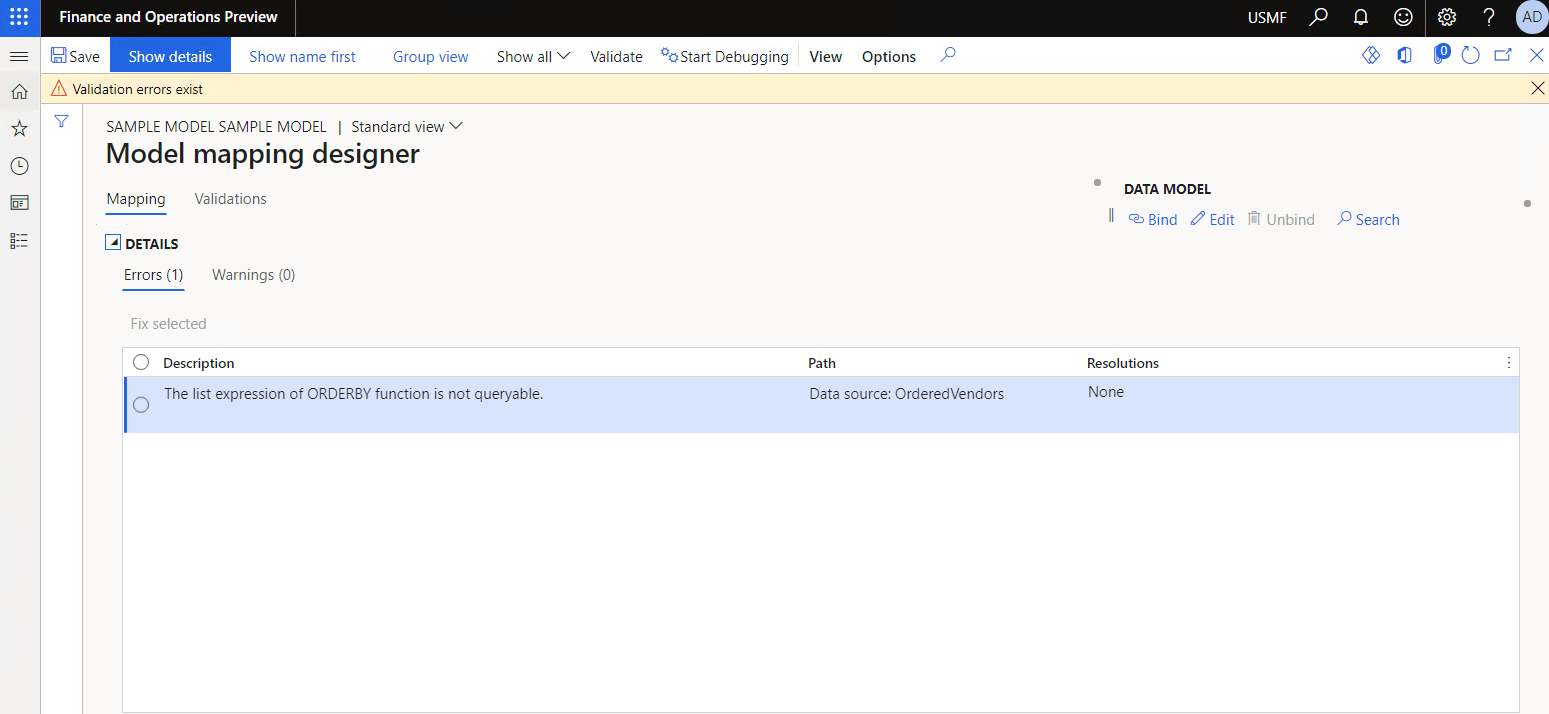 Finance and Operations Preview
USMF
AD
Save
Show details
Show name first
Group view
Show all
Validate
Start Debugging
View
Options
0
Validation errors exist
SAMPLE MODEL SAMPLE MODEL | Standard view
Model mapping designer
Mapping
Validations
DATA MODEL
Bind
Edit
Unbind
Search
DETAILS
Errors (1)
Warnings (0)
Fix selected
Description
Path
Resolutions
The list expression of ORDERBY function is not queryable.
Data source: OrderedVendors
None